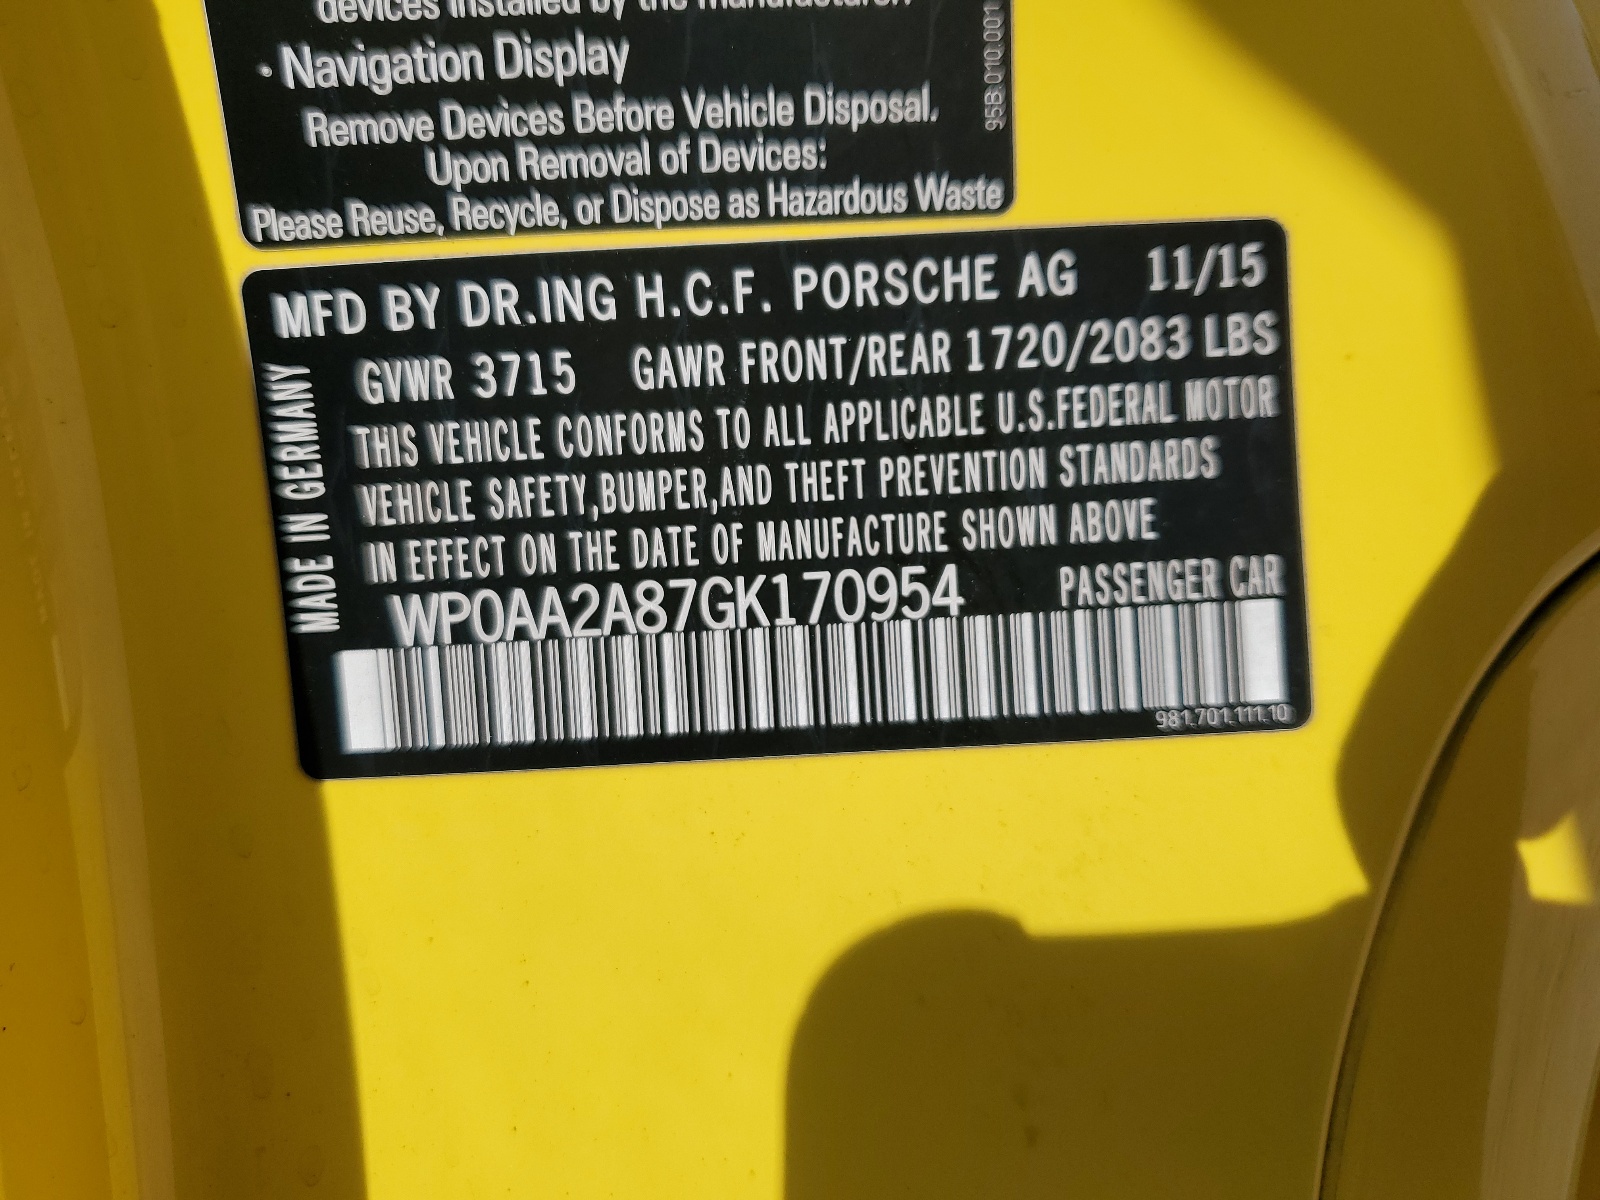 devices installed by the manufacturer.
• Navigation Display
Remove Devices Before Vehicle Disposal.
Upon Removal of Devices:
Please Reuse, Recycle, or Dispose as Hazardous Waste
95B.010.001
MFD BY DR.ING H.C.F. PORSCHE AG 11/15
GVWR 3715 GAWR FRONT/REAR 1720/2083 LBS
THIS VEHICLE CONFORMS TO ALL APPLICABLE U.S.FEDERAL MOTOR
VEHICLE SAFETY,BUMPER,AND THEFT PREVENTION STANDARDS
IN EFFECT ON THE DATE OF MANUFACTURE SHOWN ABOVE
WP0AA2A87GK170954 PASSENGER CAR
MADE IN GERMANY
981.701.111.10